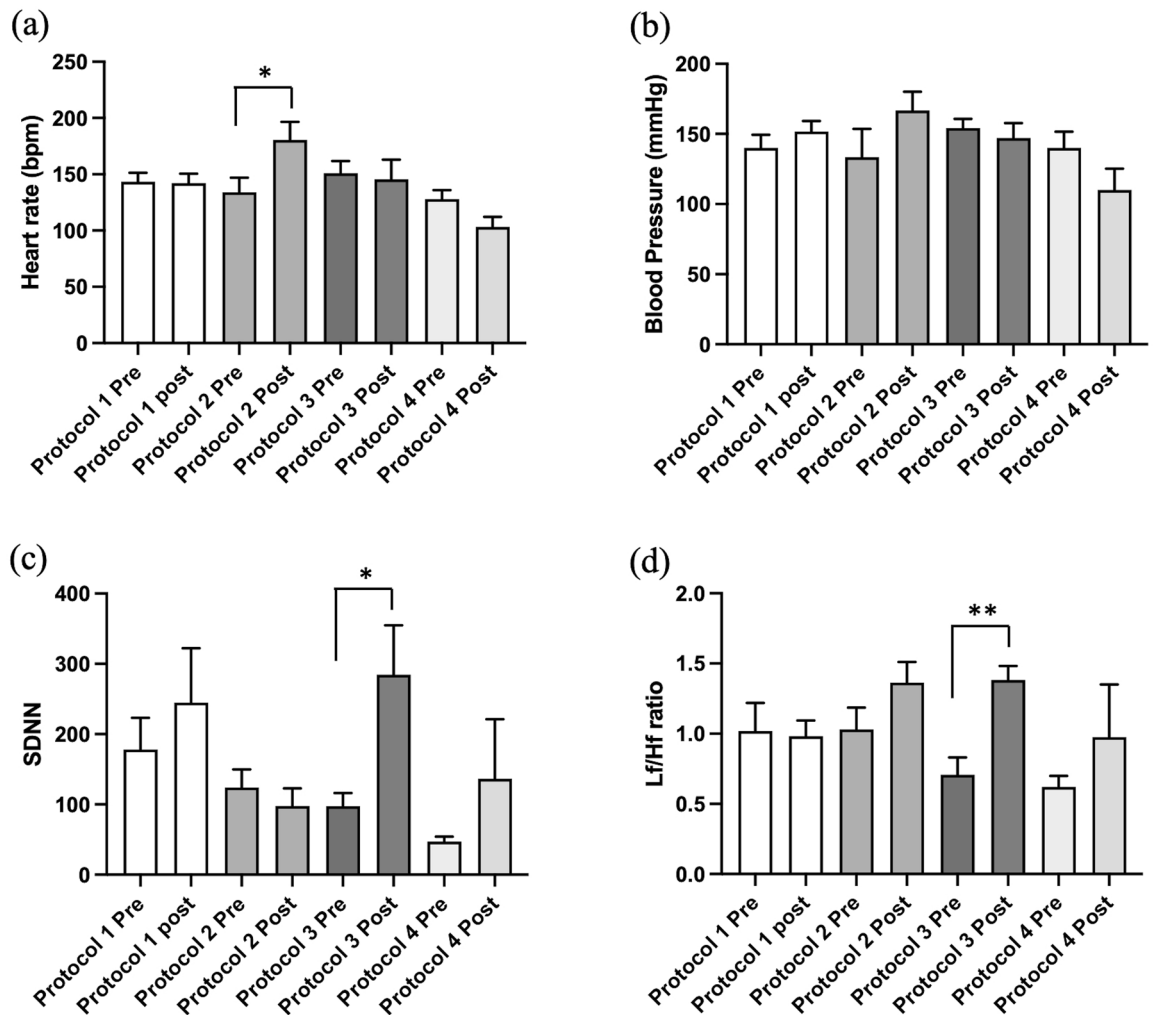 (a)
Heart rate (bpm)
250
200
150
100
50
0
*
Protocol 1 Pre
Protocol 1 post
Protocol 2 Pre
Protocol 2 Post
Protocol 3 Pre
Protocol 3 Post
Protocol 4 Pre
Protocol 4 Post
(b)
Blood Pressure (mmHg)
200
150
100
50
0
Protocol 1 Pre
Protocol 1 post
Protocol 2 Pre
Protocol 2 Post
Protocol 3 Pre
Protocol 3 Post
Protocol 4 Pre
Protocol 4 Post
(c)
SDNN
400
300
200
100
0
*
Protocol 1 Pre
Protocol 1 post
Protocol 2 Pre
Protocol 2 Post
Protocol 3 Pre
Protocol 3 Post
Protocol 4 Pre
Protocol 4 Post
(d)
Lf/Hf ratio
2.0
1.5
1.0
0.5
0.0
**
Protocol 1 Pre
Protocol 1 post
Protocol 2 Pre
Protocol 2 Post
Protocol 3 Pre
Protocol 3 Post
Protocol 4 Pre
Protocol 4 Post